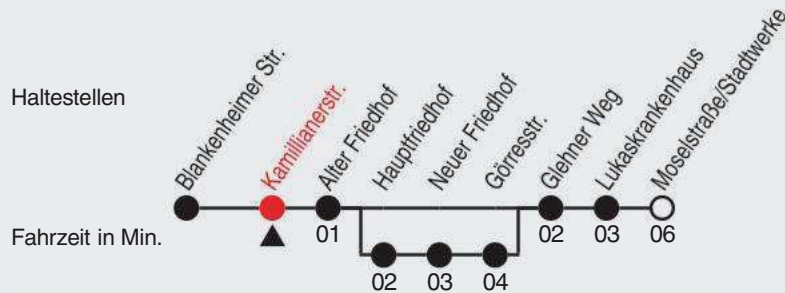 Haltestellen
Blankenheimer Str.
Kamillianerstr.
Alter Friedhof
Hauptfriedhof
Neuer Friedhof
Görresstr.
Glehner Weg
Lukaskrankenhaus
Moselstraße/Stadtwerke
Fahrzeit in Min.
01
02
03
06
02
03
04